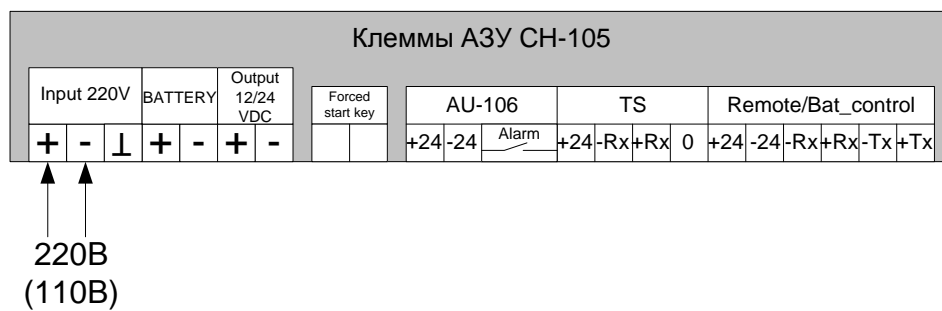 Клеммы АЗУ CH-105
Input 220V
BATTERY
Output
12/24
VDC
Forced
start key
AU-106
TS
Remote/Bat_control
+ - ⊥ + - + -
+24 -24 Alarm +24 -Rx +Rx 0 +24 -24 -Rx +Rx -Tx +Tx
220В
(110В)